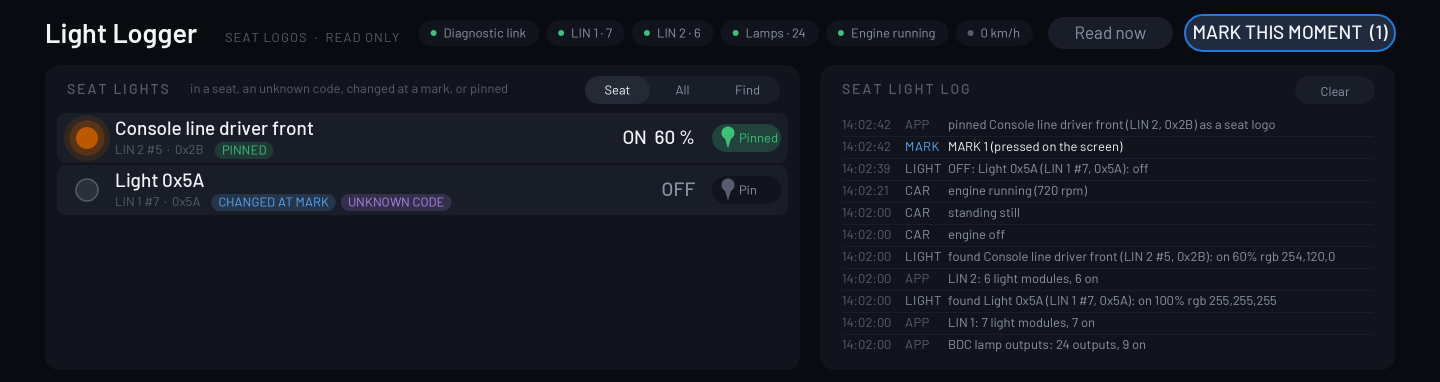 Light Logger SEAT LOGOS · READ ONLY Diagnostic link LIN 1 · 7 LIN 2 · 6 Lamps · 24 Engine running 0 km/h Read now MARK THIS MOMENT (1)
SEAT LIGHTS in a seat, an unknown code, changed at a mark, or pinned Seat All Find
Console line driver front ON 60 % Pinned
LIN 2 #5 · 0x2B PINNED
Light 0x5A OFF Pin
LIN 1 #7 · 0x5A CHANGED AT MARK UNKNOWN CODE
SEAT LIGHT LOG Clear
14:02:42 APP pinned Console line driver front (LIN 2, 0x2B) as a seat logo
14:02:42 MARK MARK 1 (pressed on the screen)
14:02:39 LIGHT OFF: Light 0x5A (LIN 1 #7, 0x5A): off
14:02:21 CAR engine running (720 rpm)
14:02:00 CAR standing still
14:02:00 CAR engine off
14:02:00 LIGHT found Console line driver front (LIN 2 #5, 0x2B): on 60% rgb 254,120,0
14:02:00 APP LIN 2: 6 light modules, 6 on
14:02:00 LIGHT found Light 0x5A (LIN 1 #7, 0x5A): on 100% rgb 255,255,255
14:02:00 APP LIN 1: 7 light modules, 7 on
14:02:00 APP BDC lamp outputs: 24 outputs, 9 on